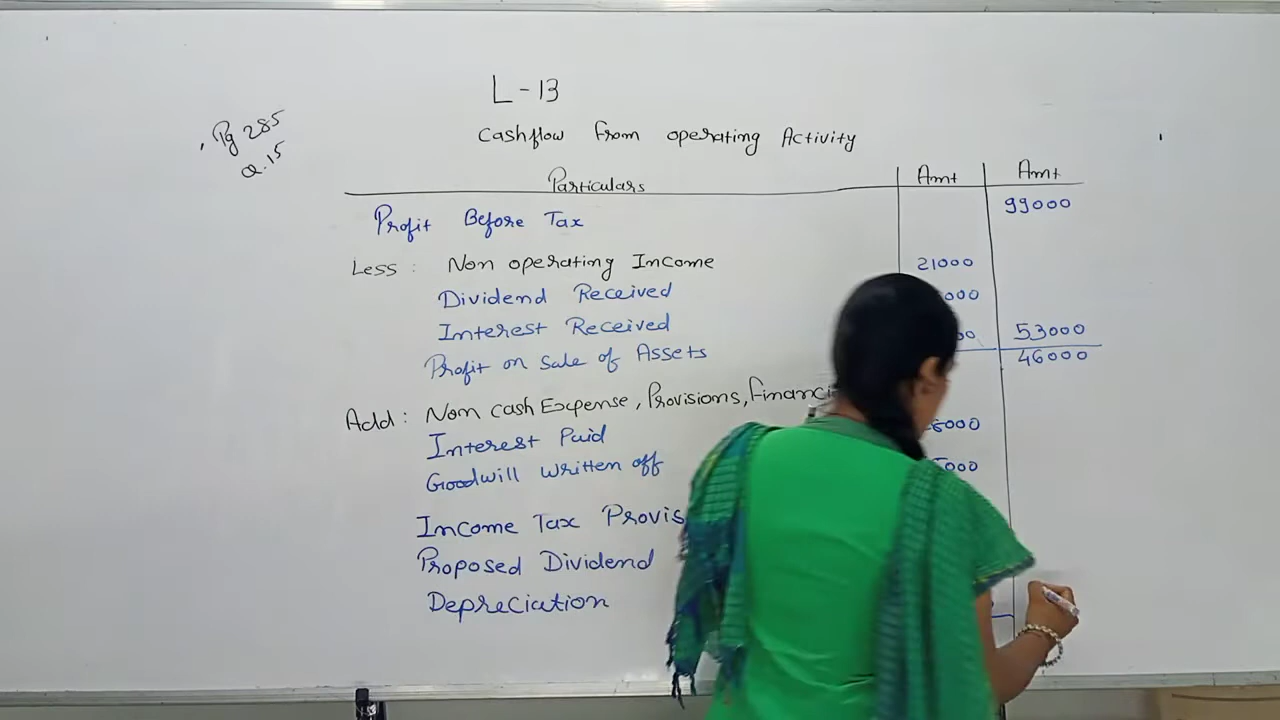 L-13
Pg 285
Q.15
Cashflow from operating Activity
Particulars Amt Amt
Profit Before Tax 99000
Less: Non operating Income 21000
Dividend Received
Interest Received 53000
Profit on sale of Assets 46000
Add: Non cash Expense, Provisions,
Interest Paid
Goodwill written off
Income Tax
Proposed Dividend
Depreciation